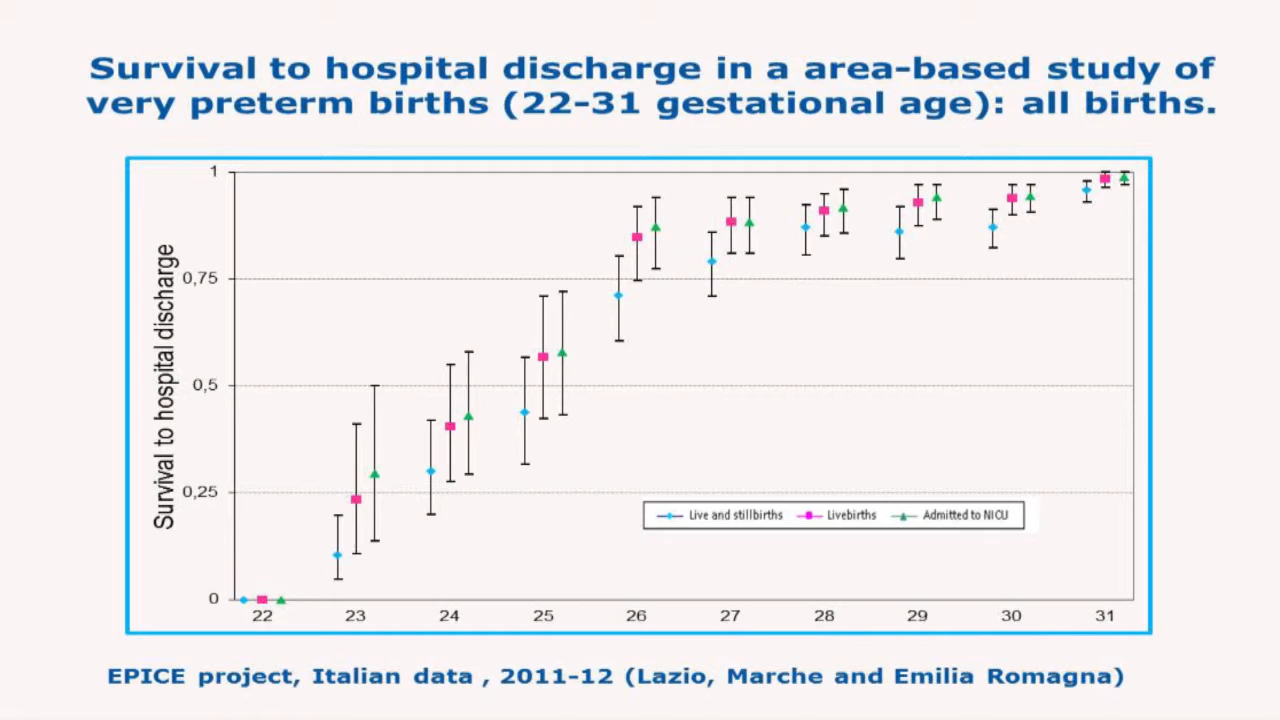 Survival to hospital discharge in a area-based study of
very preterm births (22-31 gestational age): all births.
Survival to hospital discharge
1
0,75
0,5
0,25
0
22 23 24 25 26 27 28 29 30 31
Live and stillbirths Livebirths Admitted to NICU
EPICE project, Italian data , 2011-12 (Lazio, Marche and Emilia Romagna)